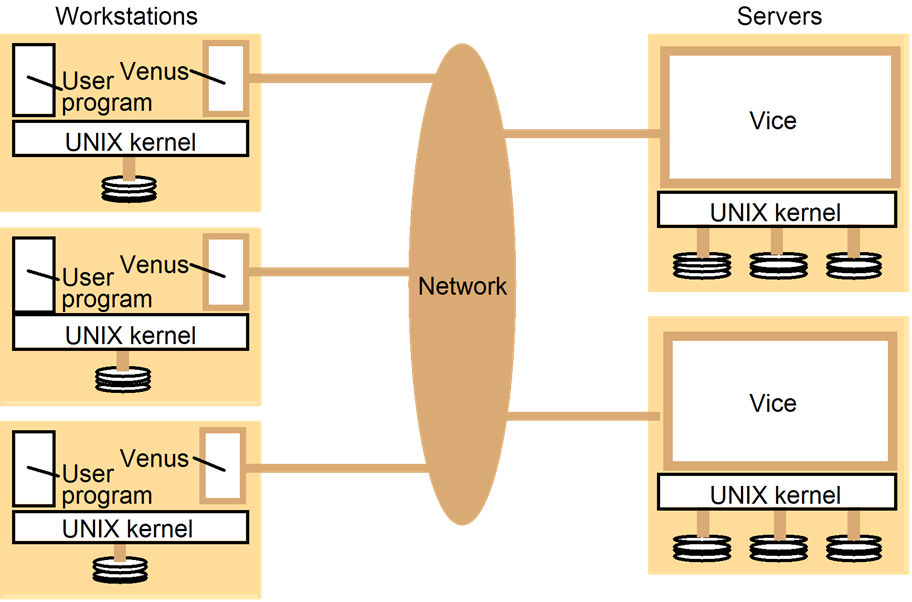 Workstations
Servers
User
program
Venus
UNIX kernel
User
program
Venus
UNIX kernel
User
program
Venus
UNIX kernel
Network
Vice
UNIX kernel
Vice
UNIX kernel